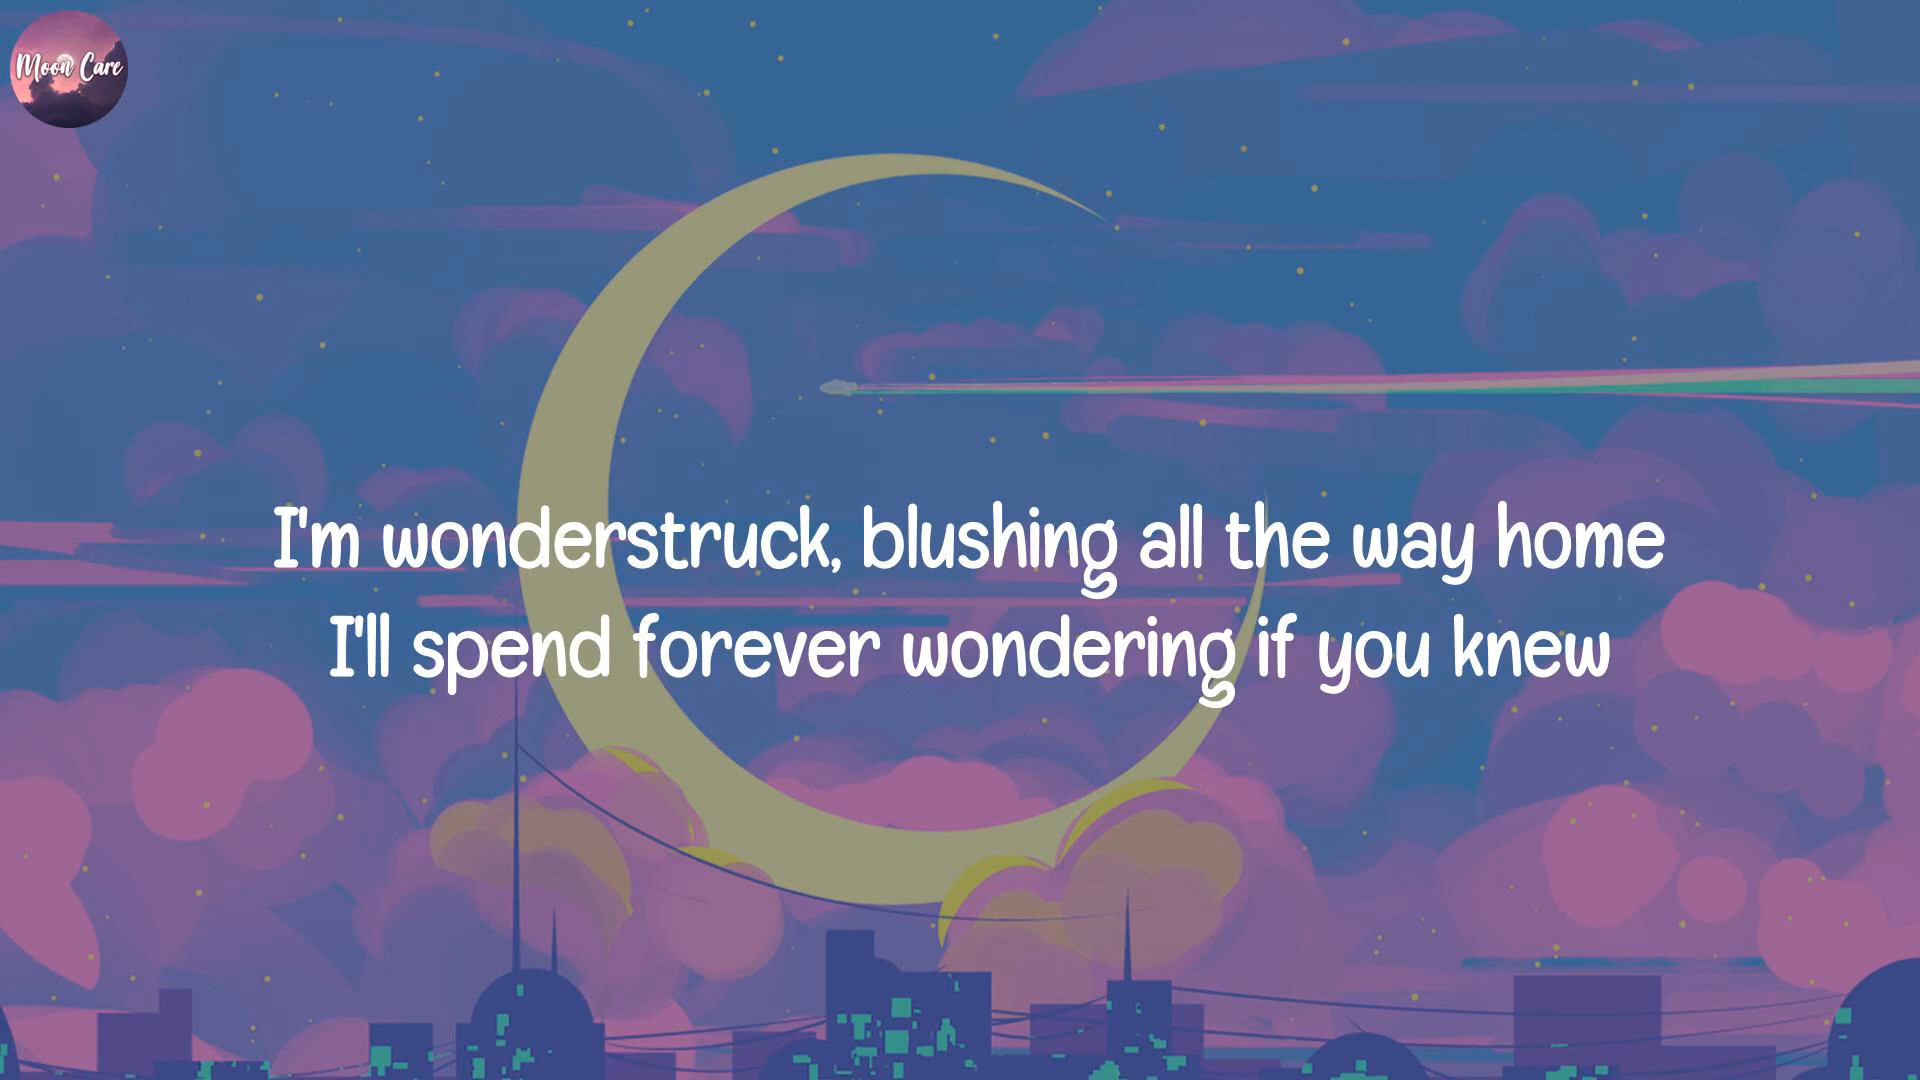 Moon Care
I'm wonderstruck, blushing all the way home
I'll spend forever wondering if you knew